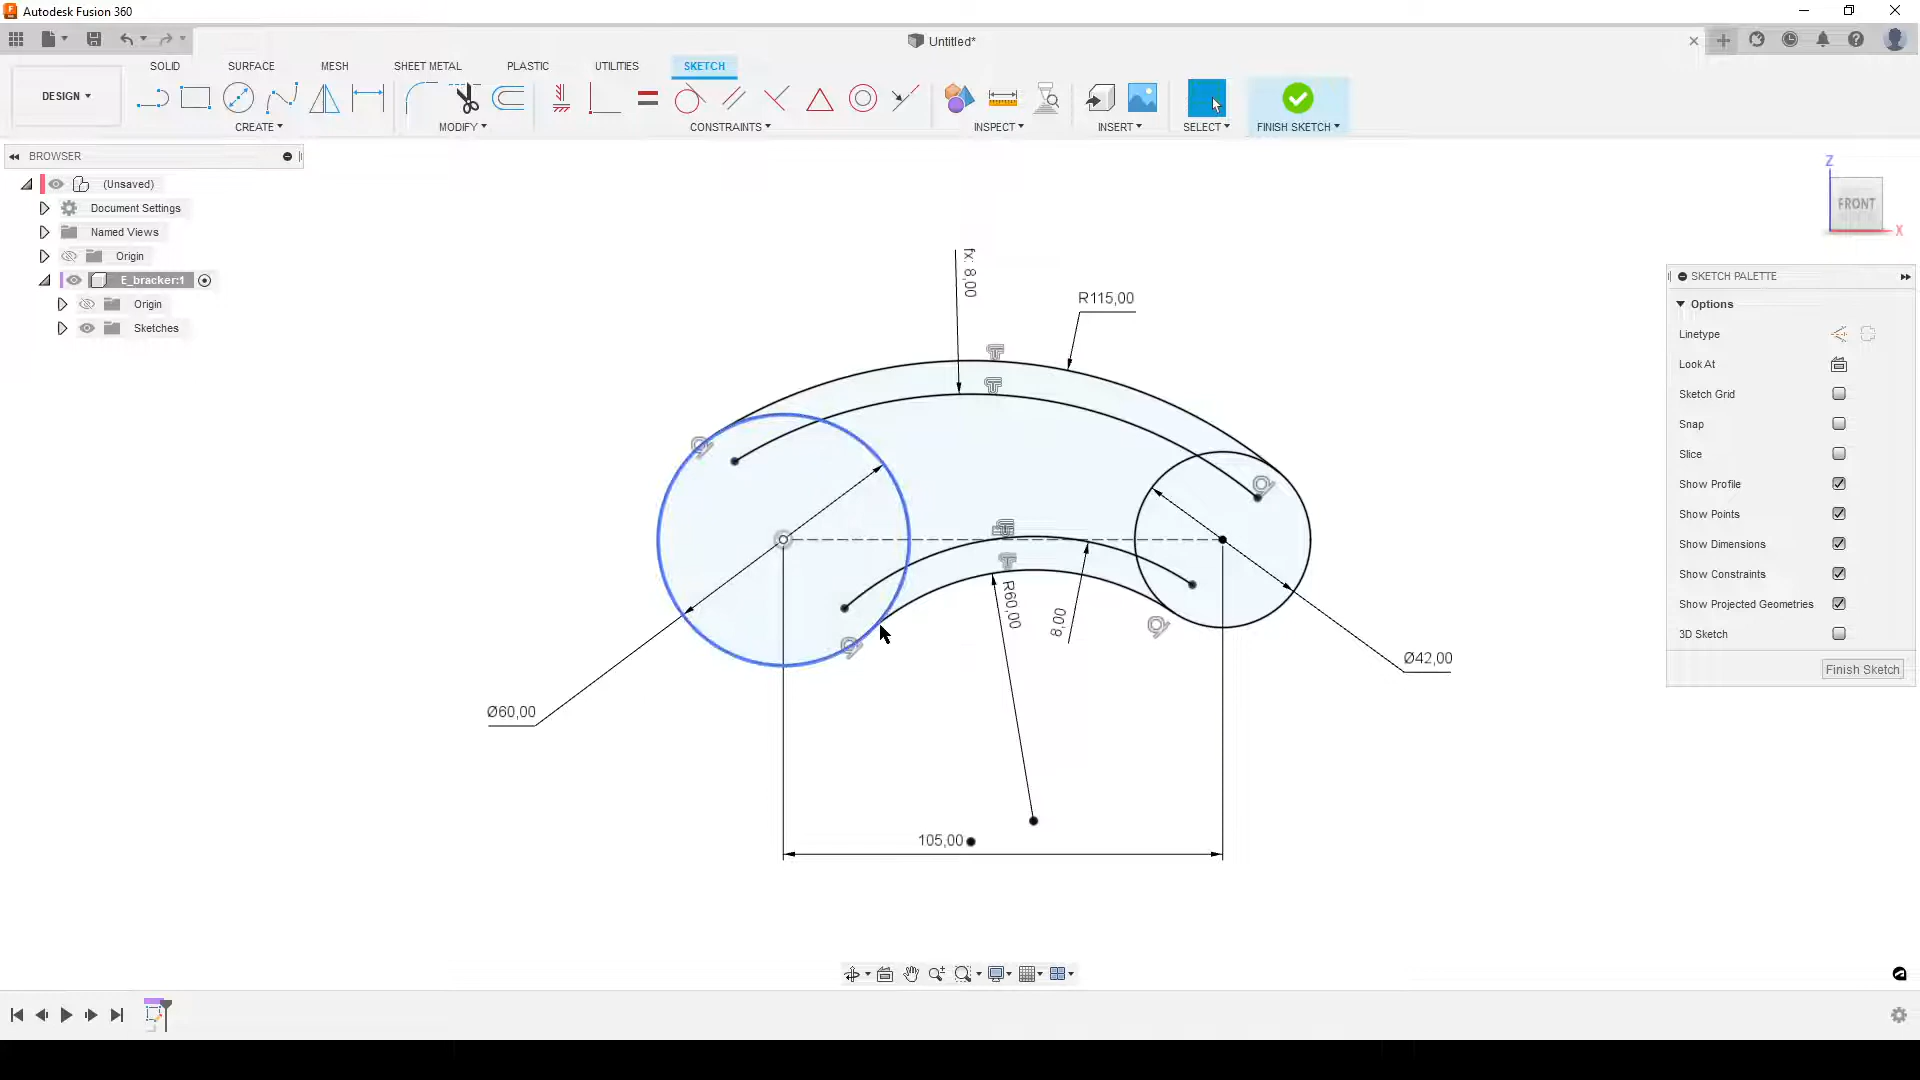 Autodesk Fusion 360
Untitled*
SOLID SURFACE MESH SHEET METAL PLASTIC UTILITIES SKETCH
DESIGN
CREATE MODIFY CONSTRAINTS INSPECT INSERT SELECT FINISH SKETCH
BROWSER
(Unsaved)
Document Settings
Named Views
Origin
E_bracker:1
Origin
Sketches
Z
FRONT
X
SKETCH PALETTE
Options
Linetype
Look At
Sketch Grid
Snap
Slice
Show Profile
Show Points
Show Dimensions
Show Constraints
Show Projected Geometries
3D Sketch
Finish Sketch
fx: 8,00
R115,00
R60,00
8,00
Ø42,00
Ø60,00
105,00